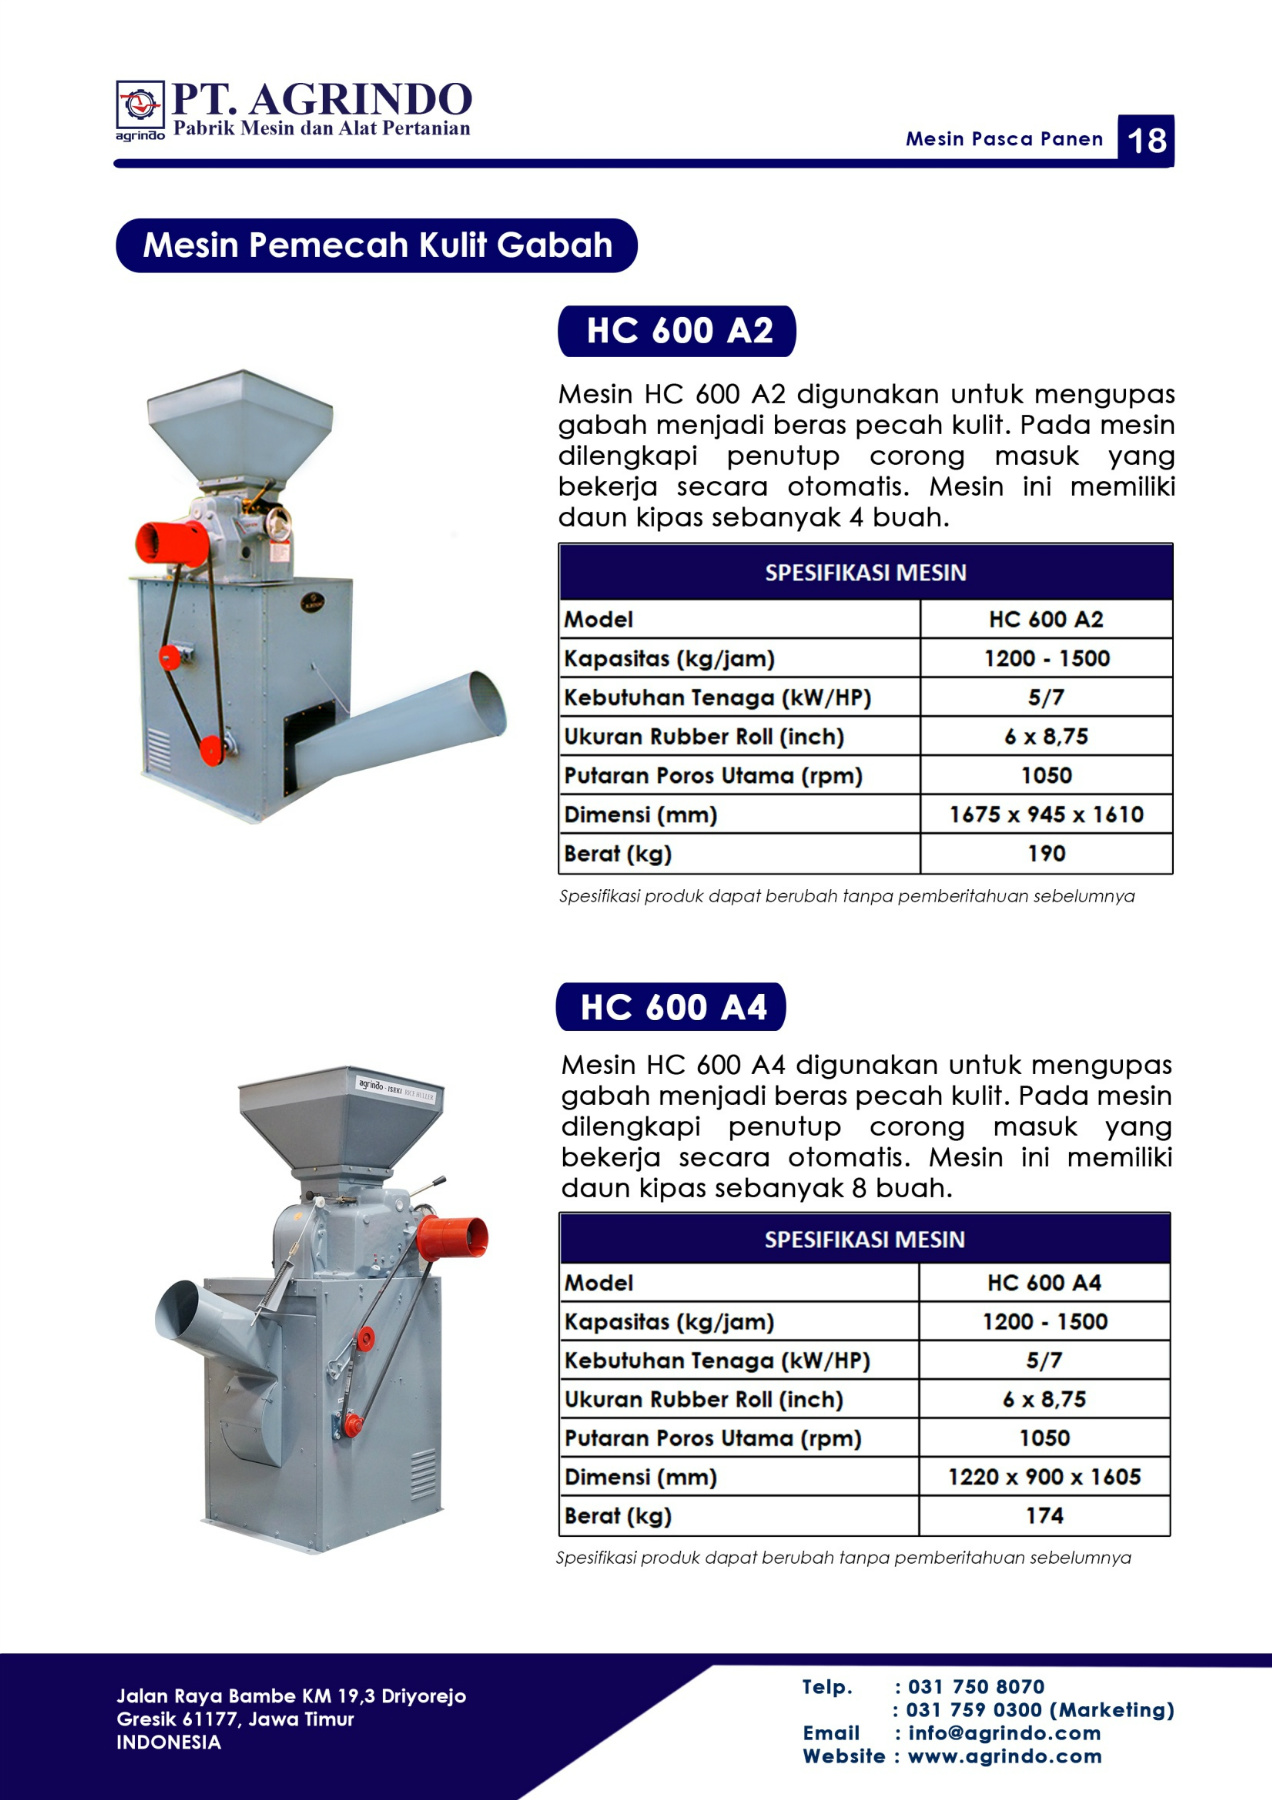 PT. AGRINDO
Pabrik Mesin dan Alat Pertanian
agrindo
Mesin Pasca Panen 18
Mesin Pemecah Kulit Gabah
HC 600 A2
Mesin HC 600 A2 digunakan untuk mengupas
gabah menjadi beras pecah kulit. Pada mesin
dilengkapi penutup corong masuk yang
bekerja secara otomatis. Mesin ini memiliki
daun kipas sebanyak 4 buah.
SPESIFIKASI MESIN
Model HC 600 A2
Kapasitas (kg/jam) 1200 - 1500
Kebutuhan Tenaga (kW/HP) 5/7
Ukuran Rubber Roll (inch) 6 x 8,75
Putaran Poros Utama (rpm) 1050
Dimensi (mm) 1675 x 945 x 1610
Berat (kg) 190
Spesifikasi produk dapat berubah tanpa pemberitahuan sebelumnya
HC 600 A4
Mesin HC 600 A4 digunakan untuk mengupas
gabah menjadi beras pecah kulit. Pada mesin
dilengkapi penutup corong masuk yang
bekerja secara otomatis. Mesin ini memiliki
daun kipas sebanyak 8 buah.
agrindo - ISEKI RICE HULLER
SPESIFIKASI MESIN
Model HC 600 A4
Kapasitas (kg/jam) 1200 - 1500
Kebutuhan Tenaga (kW/HP) 5/7
Ukuran Rubber Roll (inch) 6 x 8,75
Putaran Poros Utama (rpm) 1050
Dimensi (mm) 1220 x 900 x 1605
Berat (kg) 174
Spesifikasi produk dapat berubah tanpa pemberitahuan sebelumnya
Jalan Raya Bambe KM 19,3 Driyorejo
Gresik 61177, Jawa Timur
INDONESIA
Telp. : 031 750 8070
: 031 759 0300 (Marketing)
Email : info@agrindo.com
Website : www.agrindo.com